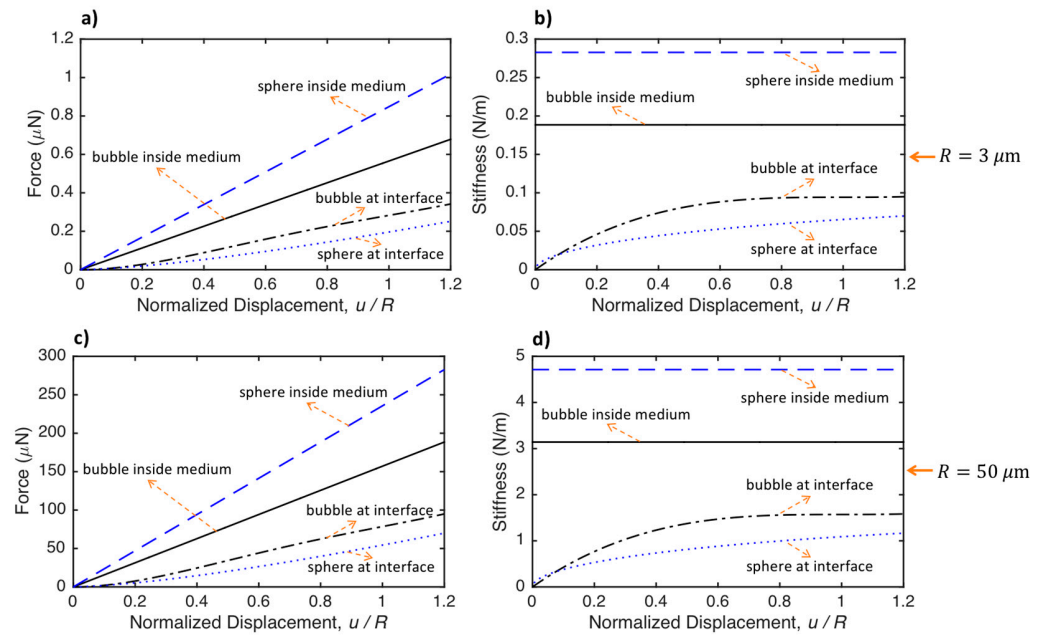 a)
1.2
1
0.8
0.6
0.4
0.2
0
Force (μN)
sphere inside medium
bubble inside medium
bubble at interface
sphere at interface
0 0.2 0.4 0.6 0.8 1 1.2
Normalized Displacement, u / R
b)
0.3
0.25
0.2
0.15
0.1
0.05
0
Stiffness (N/m)
sphere inside medium
bubble inside medium
bubble at interface
sphere at interface
0 0.2 0.4 0.6 0.8 1 1.2
Normalized Displacement, u / R
R = 3 μm
c)
300
250
200
150
100
50
0
Force (μN)
sphere inside medium
bubble inside medium
bubble at interface
sphere at interface
0 0.2 0.4 0.6 0.8 1 1.2
Normalized Displacement, u / R
d)
5
4
3
2
1
0
Stiffness (N/m)
sphere inside medium
bubble inside medium
bubble at interface
sphere at interface
0 0.2 0.4 0.6 0.8 1 1.2
Normalized Displacement, u / R
R = 50 μm